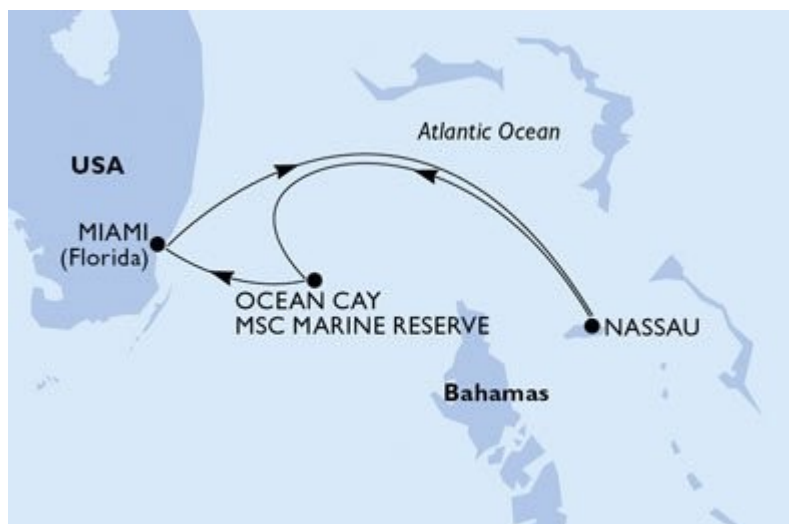 Atlantic Ocean
USA
MIAMI
(Florida)
OCEAN CAY
MSC MARINE RESERVE
NASSAU
Bahamas